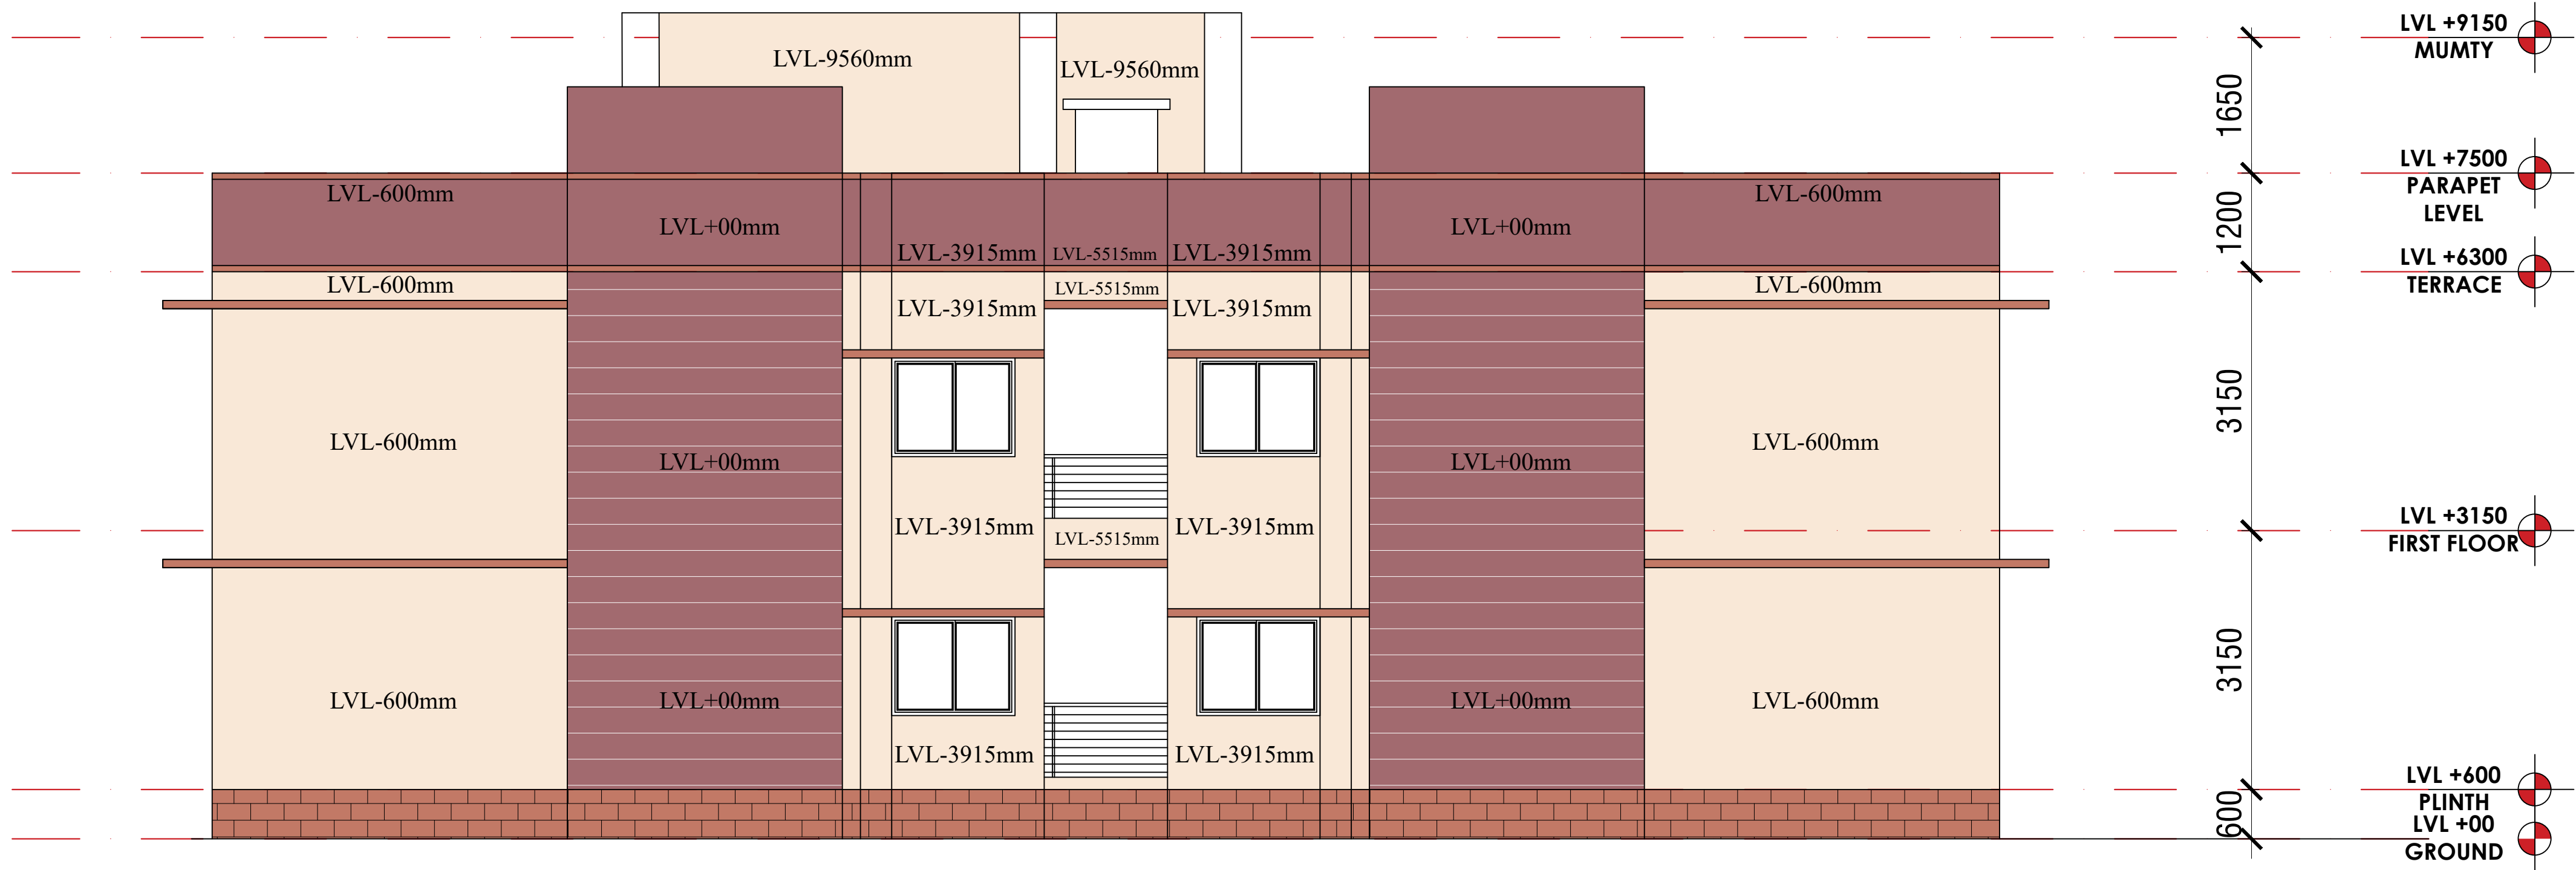 LVL +9150
MUMTY
LVL-9560mm
LVL-9560mm
1650
LVL +7500
PARAPET
LEVEL
LVL-600mm
LVL-600mm
LVL+00mm
LVL+00mm
1200
LVL-3915mm
LVL-5515mm
LVL-3915mm
LVL +6300
TERRACE
LVL-600mm
LVL-5515mm
LVL-600mm
LVL-3915mm
LVL-3915mm
3150
LVL-600mm
LVL+00mm
LVL+00mm
LVL-600mm
LVL +3150
FIRST FLOOR
LVL-3915mm
LVL-5515mm
LVL-3915mm
3150
LVL-600mm
LVL+00mm
LVL+00mm
LVL-600mm
LVL-3915mm
LVL-3915mm
LVL +600
PLINTH
600
LVL +00
GROUND